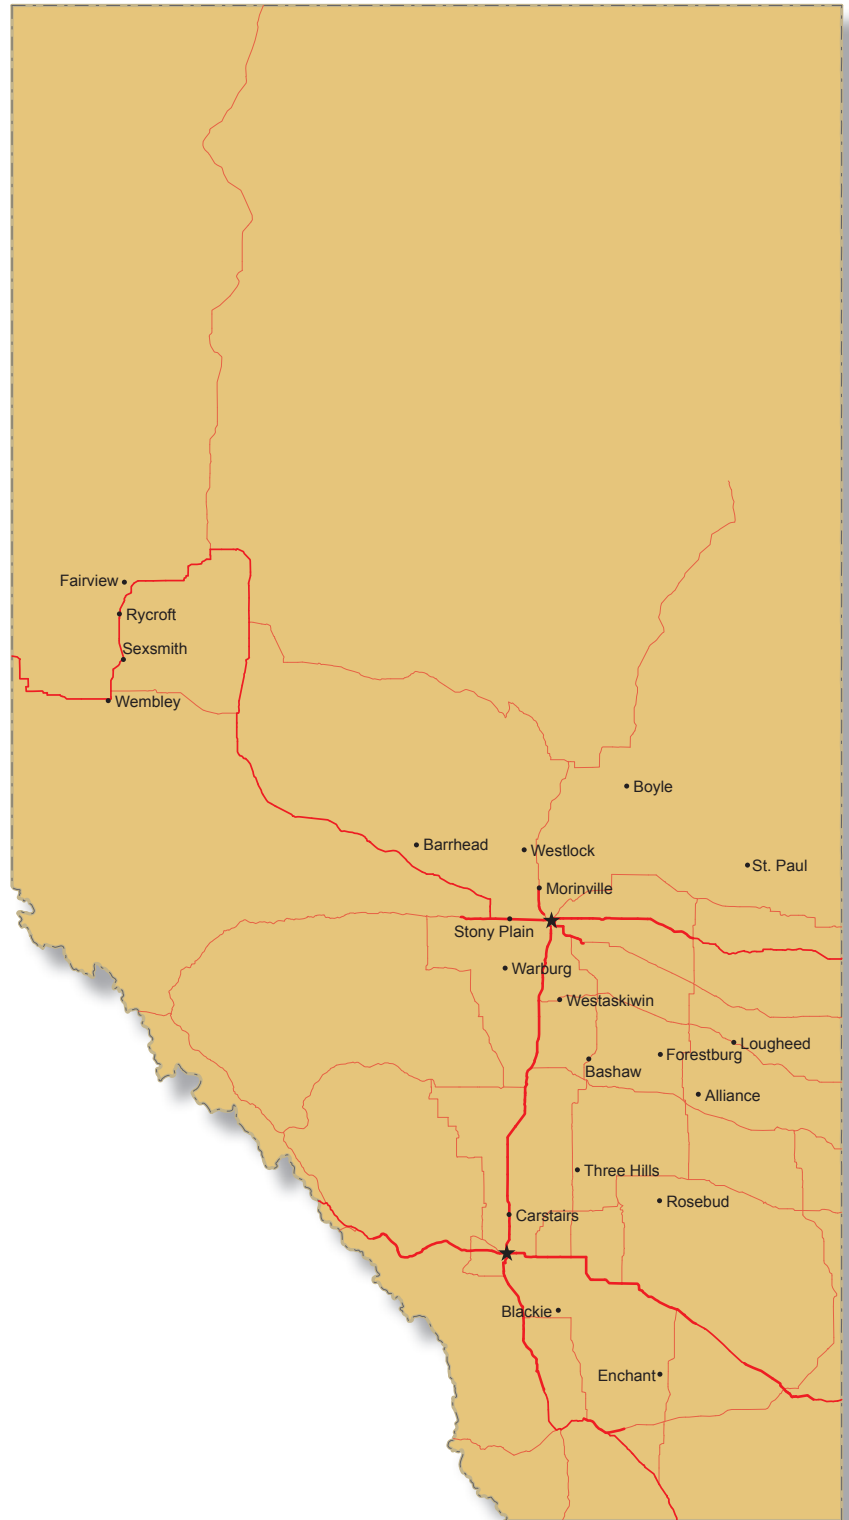 Fairview
Rycroft
Sexsmith
Wembley
Boyle
Barrhead
Westlock
St. Paul
Morinville
Stony Plain
Warburg
Westaskiwin
Lougheed
Forestburg
Bashaw
Alliance
Three Hills
Rosebud
Carstairs
Blackie
Enchant